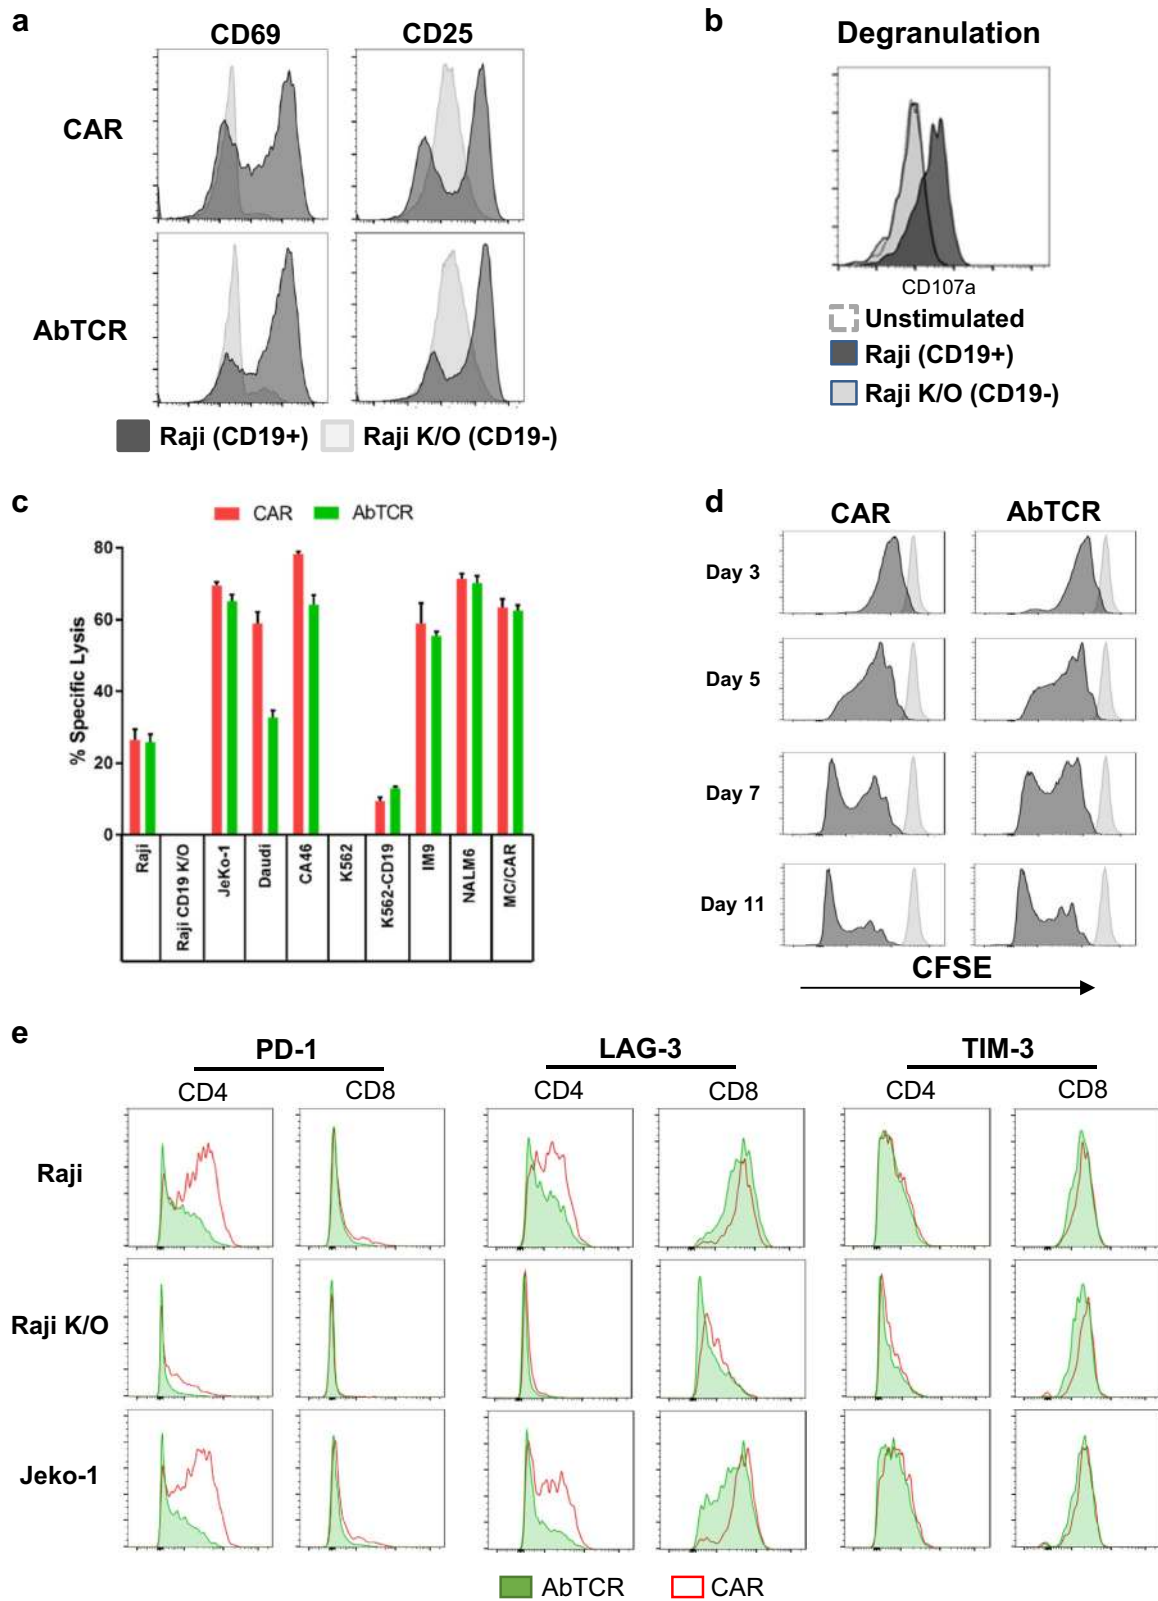 a
CD69 CD25
CAR
AbTCR
Raji (CD19+) Raji K/O (CD19-)
b
Degranulation
CD107a
Unstimulated
Raji (CD19+)
Raji K/O (CD19-)
c
CAR AbTCR
% Specific Lysis
80
60
40
20
0
Raji
Raji CD19 K/O
JeKo-1
Daudi
CA46
K562
K562-CD19
IM9
NALM6
MC/CAR
d
CAR AbTCR
Day 3
Day 5
Day 7
Day 11
CFSE
e
PD-1 LAG-3 TIM-3
CD4 CD8 CD4 CD8 CD4 CD8
Raji
Raji K/O
Jeko-1
AbTCR CAR